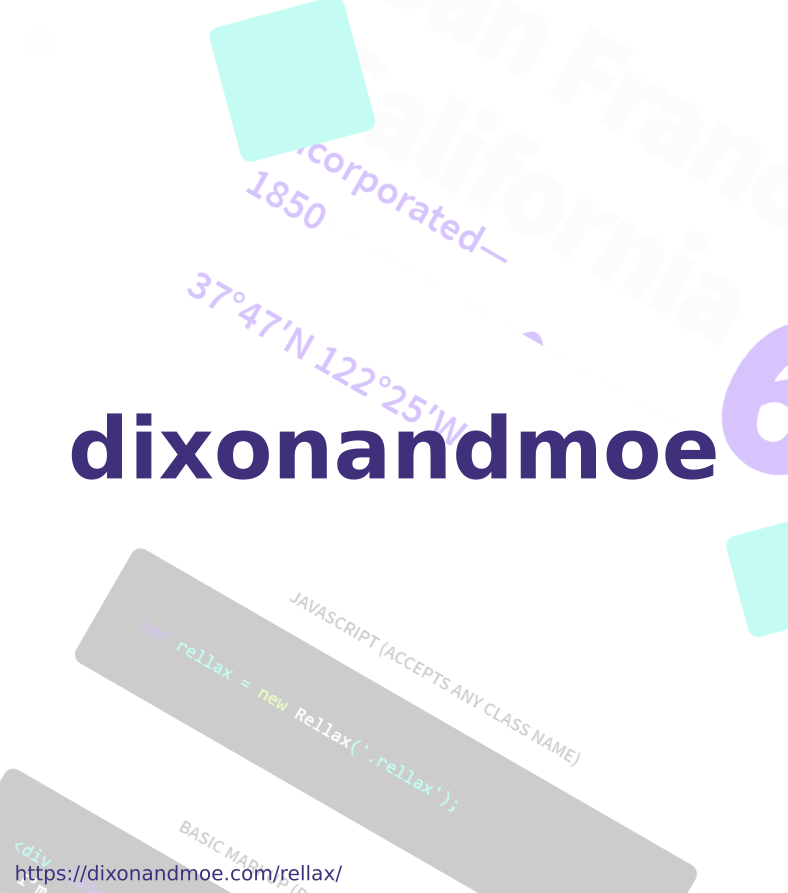 San Franc
California
ncorporated—
1850
37°47′N 122°25′W
6
dixonandmoe
JAVASCRIPT (ACCEPTS ANY CLASS NAME)
var rellax = new Rellax('.rellax');
BASIC MARKUP
<div
https://dixonandmoe.com/rellax/